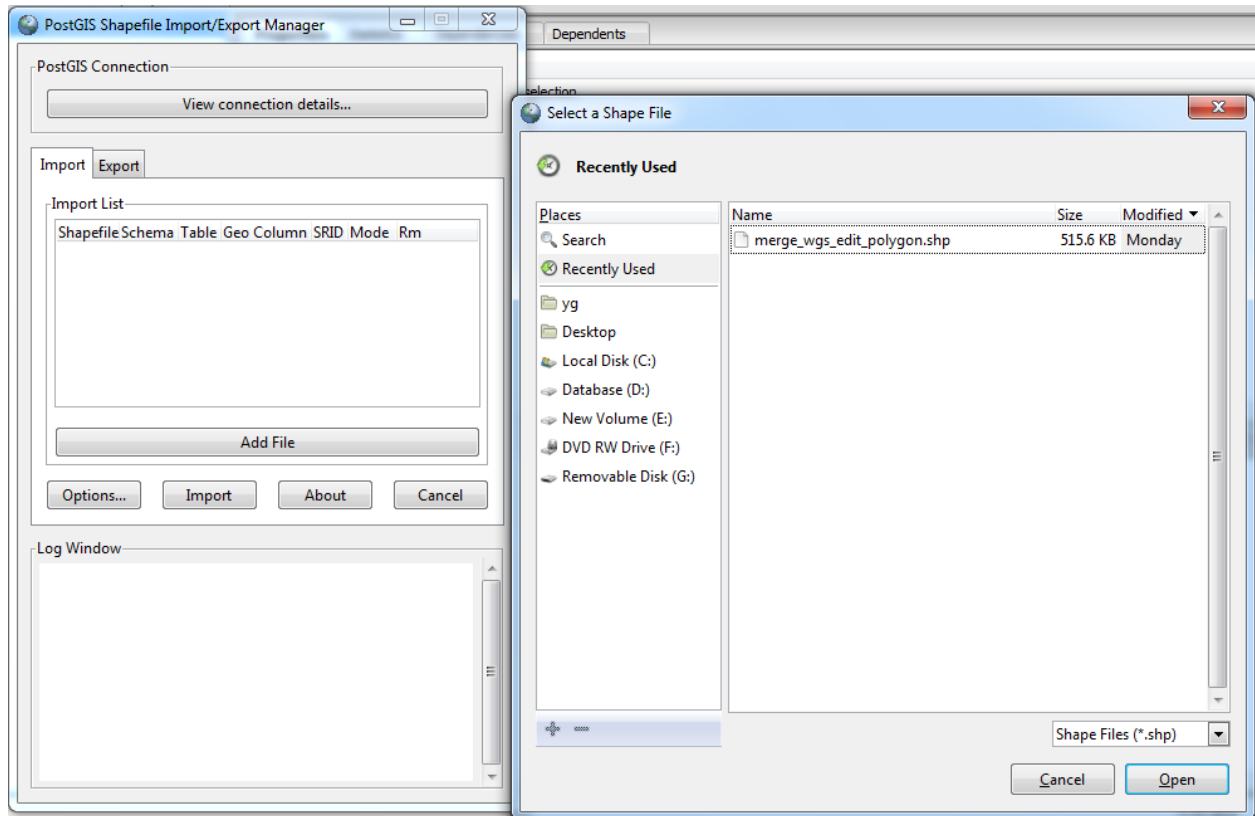 PostGIS Shapefile Import/Export Manager
PostGIS Connection
View connection details...
Import Export
Import List
Shapefile Schema Table Geo Column SRID Mode Rm
Add File
Options... Import About Cancel
Log Window
Dependents
selection
Select a Shape File
Recently Used
Places
Search
Recently Used
yg
Desktop
Local Disk (C:)
Database (D:)
New Volume (E:)
DVD RW Drive (F:)
Removable Disk (G:)
Name Size Modified
merge_wgs_edit_polygon.shp 515.6 KB Monday
Shape Files (*.shp)
Cancel Open